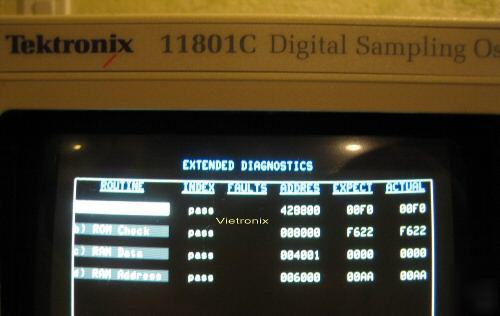 Tektronix 11801C Digital Sampling Os
EXTENDED DIAGNOSTICS
ROUTINE INDEX FAULTS ADDRES EXPECT ACTUAL
pass 420800 00F0 00F0
Vietronix
b) ROM Check pass 000000 F622 F622
c) RAM Data pass 004001 0000 0000
d) RAM Address pass 006000 00AA 00AA